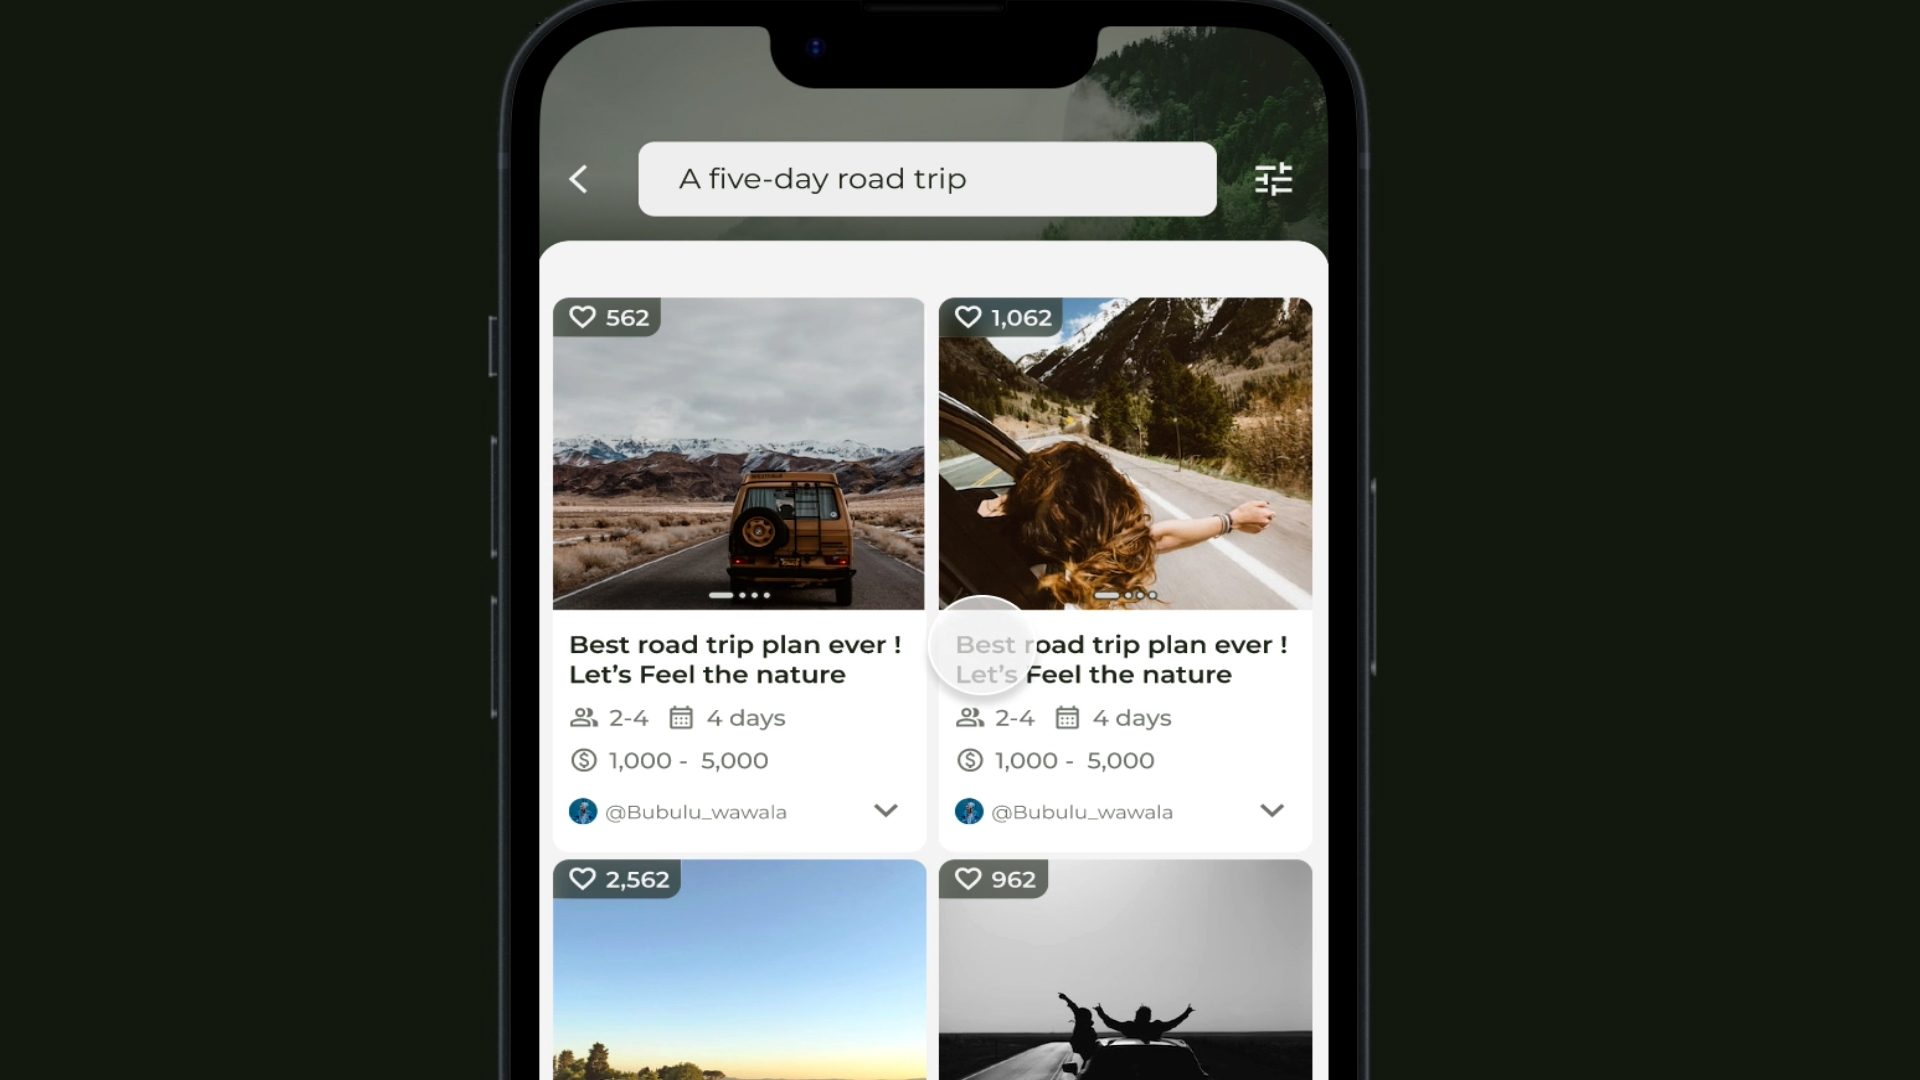 A five-day road trip
562
1,062
Best road trip plan ever !
Let's Feel the nature
2-4 4 days
1,000 - 5,000
@Bubulu_wawala
Best road trip plan ever !
Let's Feel the nature
2-4 4 days
1,000 - 5,000
@Bubulu_wawala
2,562
962